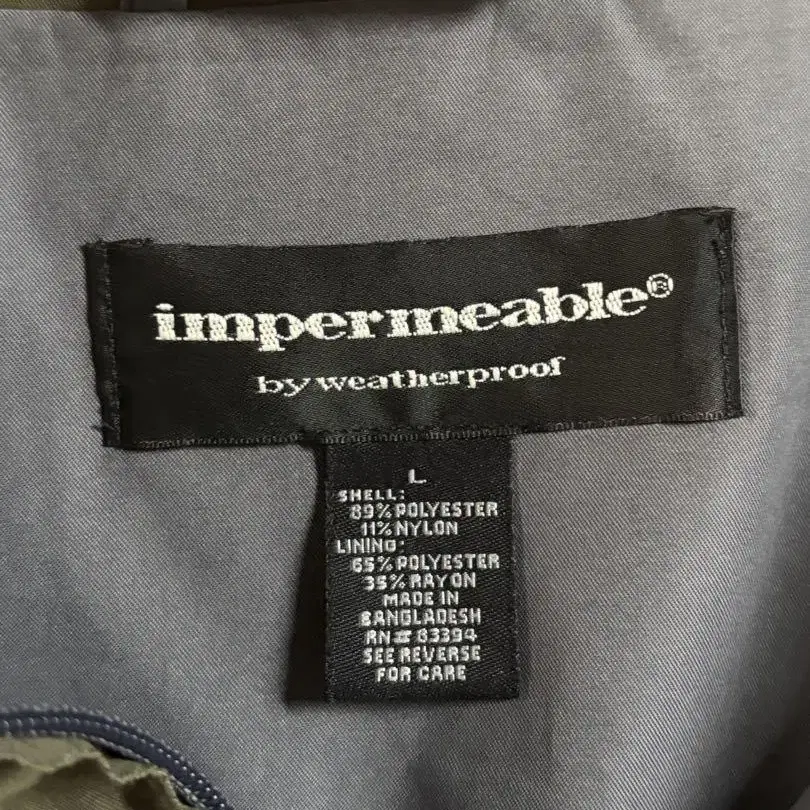 impermeable®
by weatherproof
L
SHELL:
89% POLYESTER
11% NYLON
LINING:
65% POLYESTER
35% RAYON
MADE IN
BANGLADESH
RN# 83394
SEE REVERSE
FOR CARE